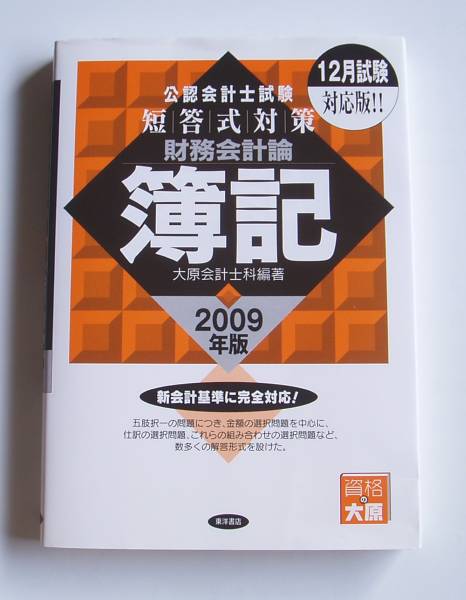 12月試験
対応版!!
公認会計士試験
短答式対策
財務会計論
簿記
大原会計士科編著
2009
年版
新会計基準に完全対応!
五肢択一の問題につき、金額の選択問題を中心に、
仕訳の選択問題、これらの組み合わせの選択問題など、
数多くの解答形式を設けた。
資格
の
大原
東洋書店